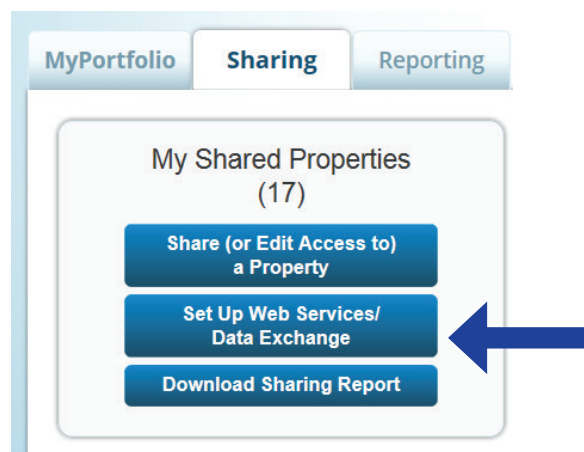 MyPortfolio Sharing Reporting
My Shared Properties
(17)
Share (or Edit Access to)
a Property
Set Up Web Services/
Data Exchange
Download Sharing Report